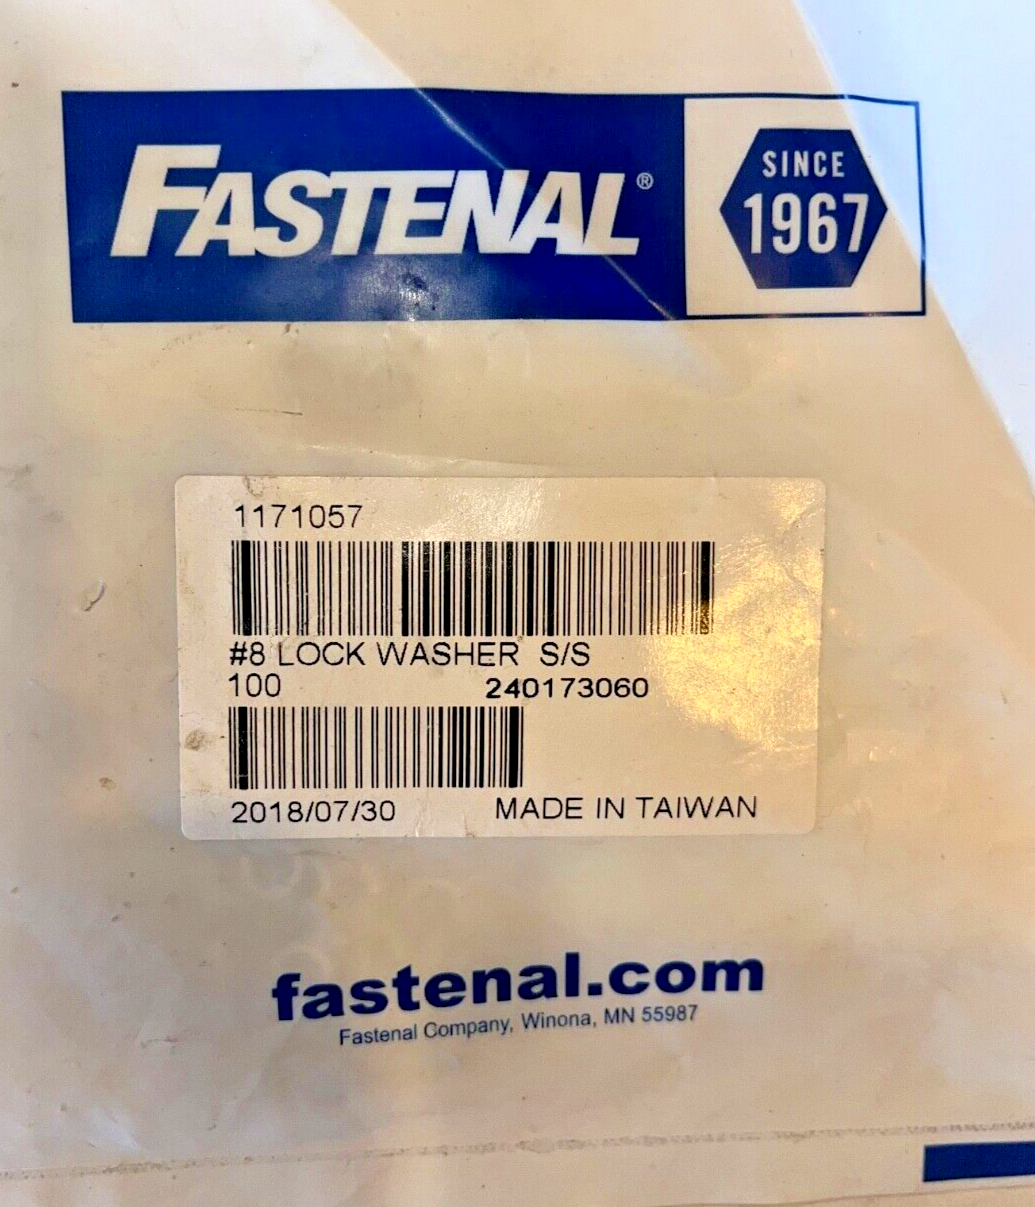 FASTENAL®
SINCE
1967
1171057
#8 LOCK WASHER S/S
100 240173060
2018/07/30 MADE IN TAIWAN
fastenal.com
Fastenal Company, Winona, MN 55987